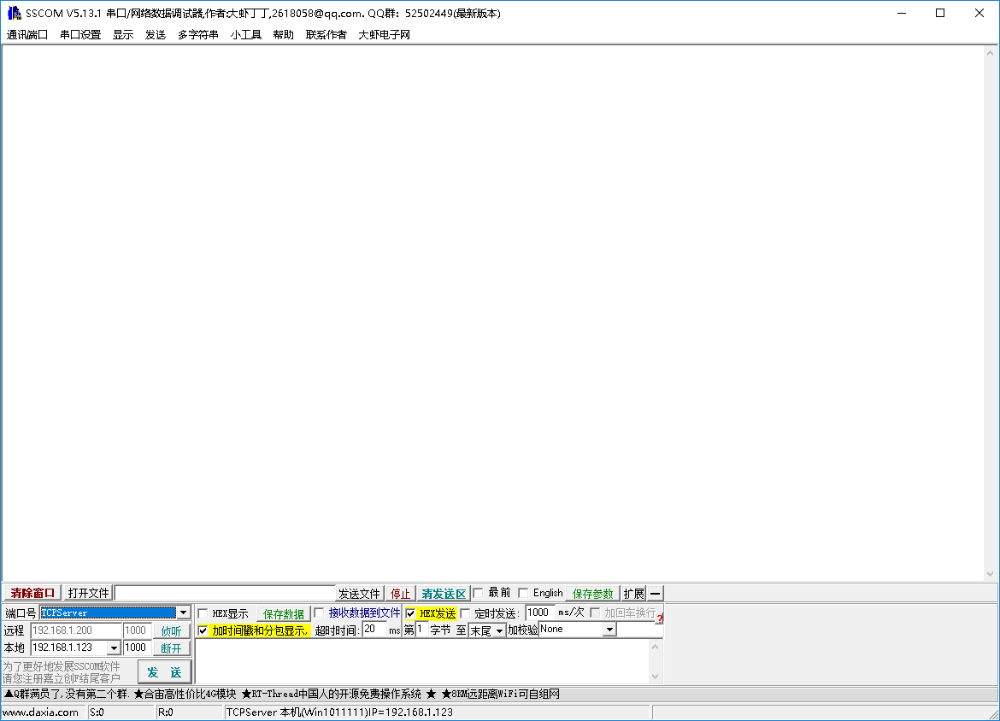 SSCOM V5.13.1 串口/网络数据调试器,作者:大虾丁丁,2618058@qq.com. QQ群: 52502449(最新版本)
通讯端口 串口设置 显示 发送 多字符串 小工具 帮助 联系作者 大虾电子网
清除窗口 打开文件 发送文件 停止 清发送区 最前 English 保存参数 扩展 —
端口号 TCPServer HEX显示 保存数据 接收数据到文件 HEX发送 定时发送: 1000 ms/次 加回车换行 ?
远程 192.168.1.200 1000 侦听 加时间戳和分包显示, 超时时间: 20 ms 第 1 字节 至 末尾 加校验 None
本地 192.168.1.123 1000 断开
为了更好地发展SSCOM软件
请您注册嘉立创F结尾客户
发 送
▲Q群满员了,没有第二个群. ★合宙高性价比4G模块 ★RT-Thread中国人的开源免费操作系统 ★ ★8KM远距离WiFi可自组网
www.daxia.com S:0 R:0 TCPServer 本机(Win1011111)IP=192.168.1.123